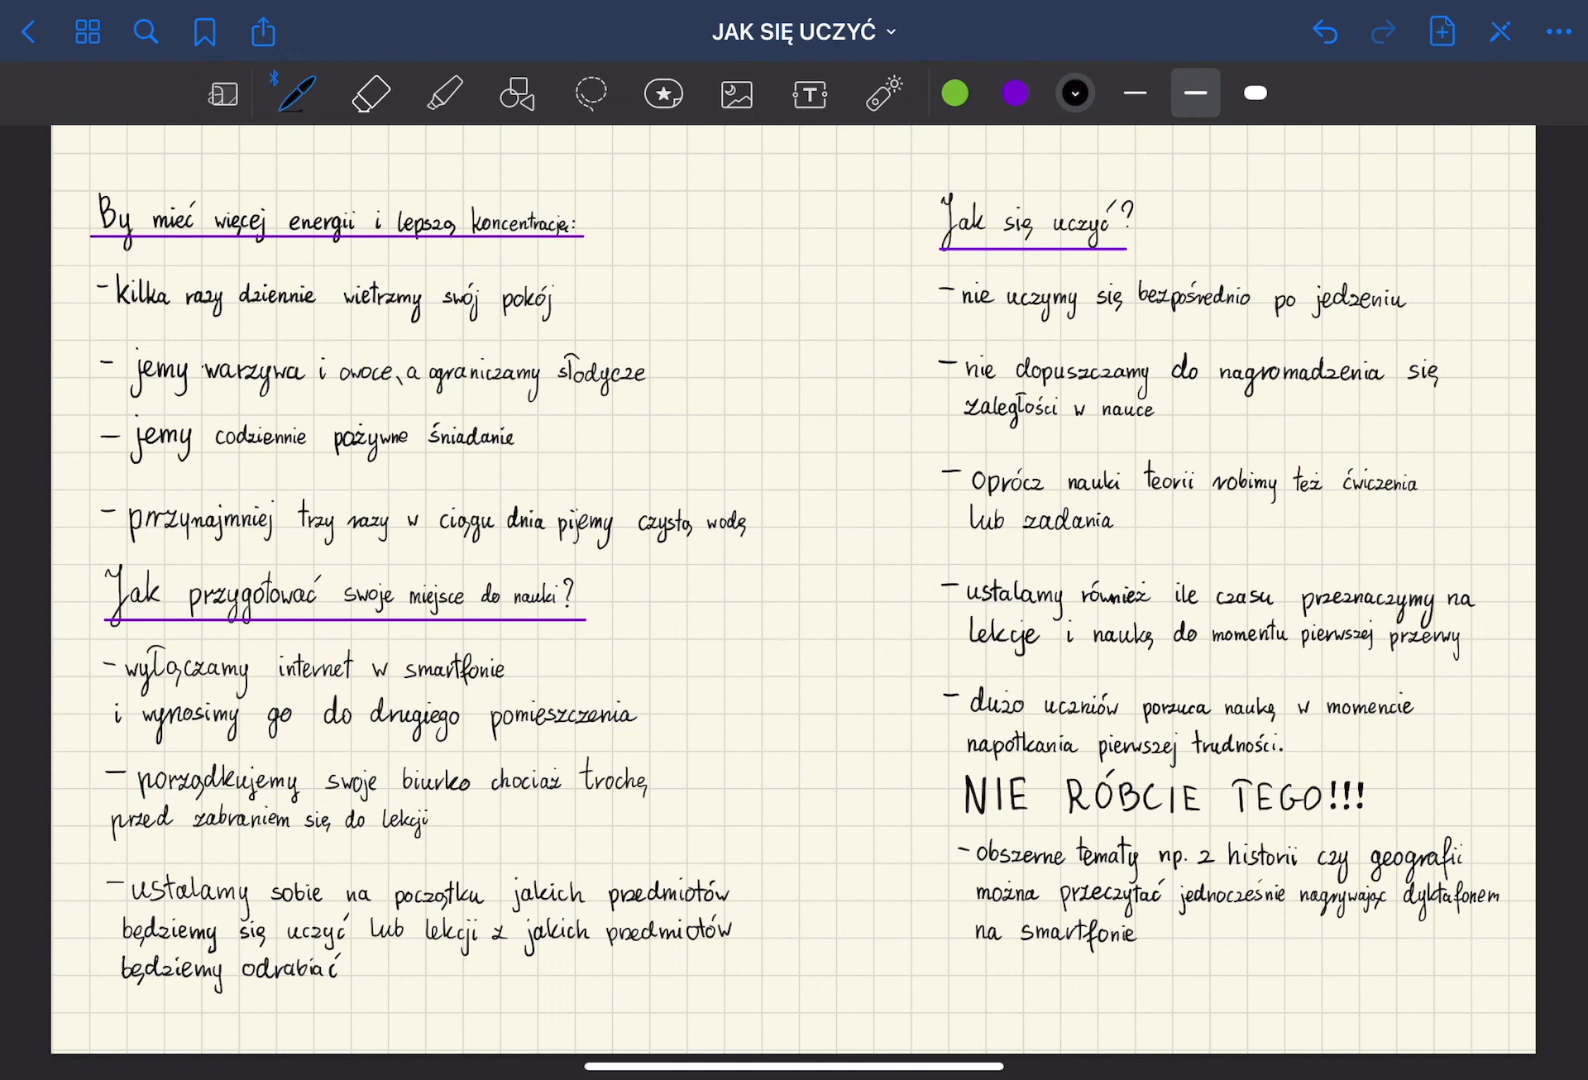 JAK SIĘ UCZYĆ
By mieć więcej energii i lepszą koncentrację:
- kilka razy dziennie wietrzmy swój pokój
- jemy warzywa i owoce, a ograniczamy słodycze
- jemy codziennie pożywne śniadanie
- przynajmniej trzy razy w ciągu dnia pijemy czystą wodę
Jak przygotować swoje miejsce do nauki?
- wyłączamy internet w smartfonie
i wynosimy go do drugiego pomieszczenia
- porządkujemy swoje biurko chociaż trochę
przed zabraniem się do lekcji
- ustalamy sobie na początku jakich przedmiotów
będziemy się uczyć lub lekcji z jakich przedmiotów
będziemy odrabiać
Jak się uczyć?
- nie uczymy się bezpośrednio po jedzeniu
- nie dopuszczamy do nagromadzenia się
zaległości w nauce
- Oprócz nauki teorii robimy też ćwiczenia
lub zadania
- ustalamy również ile czasu przeznaczymy na
lekcje i naukę do momentu pierwszej przerwy
- dużo uczniów porzuca naukę w momencie
napotkania pierwszej trudności.
NIE RÓBCIE TEGO!!!
- obszerne tematy np. z historii czy geografii
można przeczytać jednocześnie nagrywając dyktafonem
na smartfonie